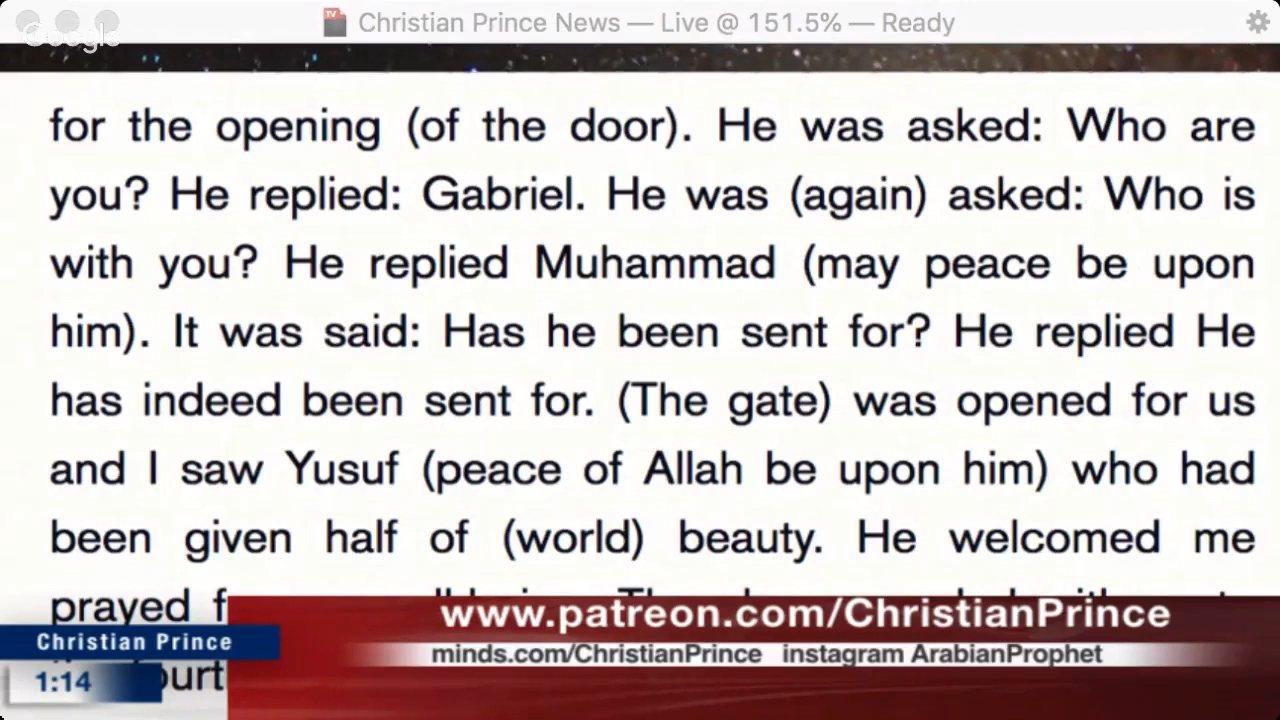 Google
TV
Christian Prince News — Live @ 151.5% — Ready
for the opening (of the door). He was asked: Who are
you? He replied: Gabriel. He was (again) asked: Who is
with you? He replied Muhammad (may peace be upon
him). It was said: Has he been sent for? He replied He
has indeed been sent for. (The gate) was opened for us
and I saw Yusuf (peace of Allah be upon him) who had
been given half of (world) beauty. He welcomed me
prayed
www.patreon.com/ChristianPrince
Christian Prince
minds.com/ChristianPrince instagram ArabianProphet
1:14